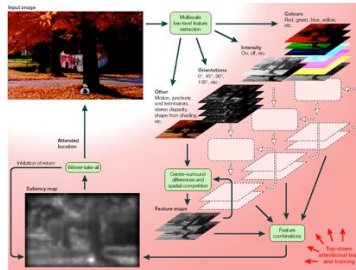 Input image
Multiscale
low-level feature
extraction
Colours
Red, green, blue, yellow,
etc.
Intensity
On, off, etc.
Orientations
0°, 45°, 90°,
135°, etc.
Other
Motion, junctions
and terminators,
stereo disparity,
shape from shading,
etc.
Attended
location
Inhibition of return
Winner-take-all
Centre–surround
differences and
spatial competition
Saliency map
Feature maps
Feature
combinations
Top-down
attentional bias
and training